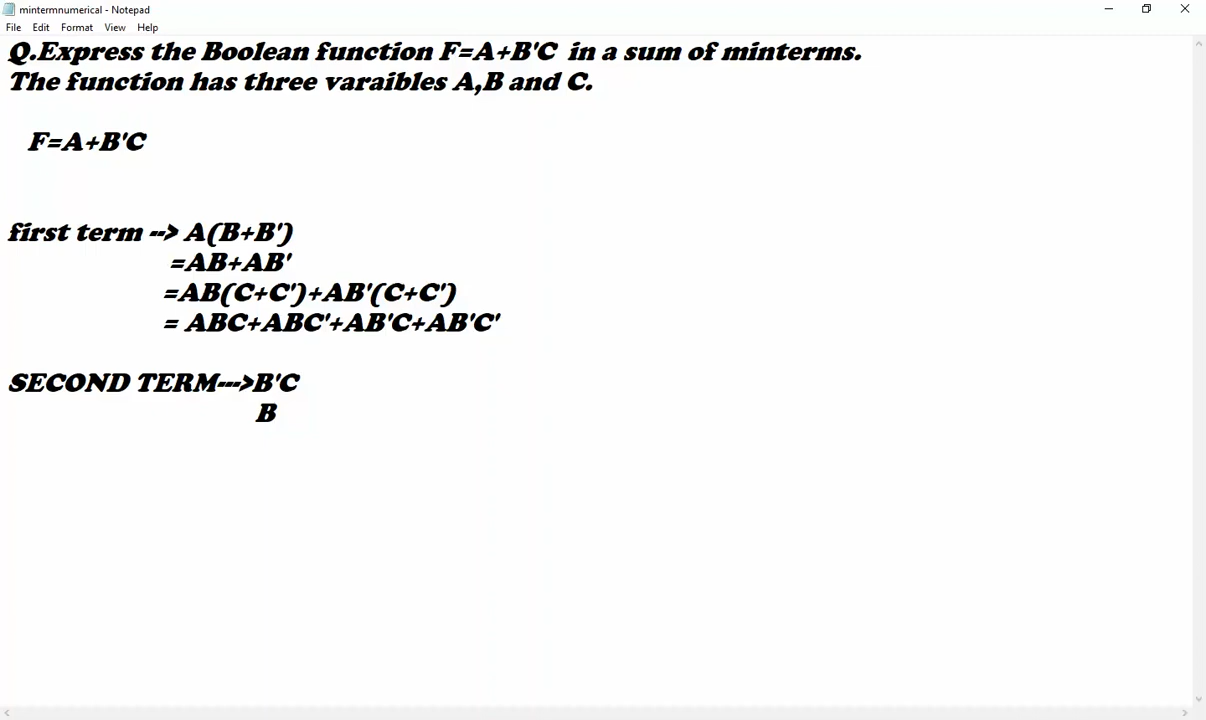 mintermnumerical - Notepad
File Edit Format View Help
Q.Express the Boolean function F=A+B'C in a sum of minterms.
The function has three varaibles A,B and C.
F=A+B'C
first term --> A(B+B')
=AB+AB'
=AB(C+C')+AB'(C+C')
= ABC+ABC'+AB'C+AB'C'
SECOND TERM--->B'C
B